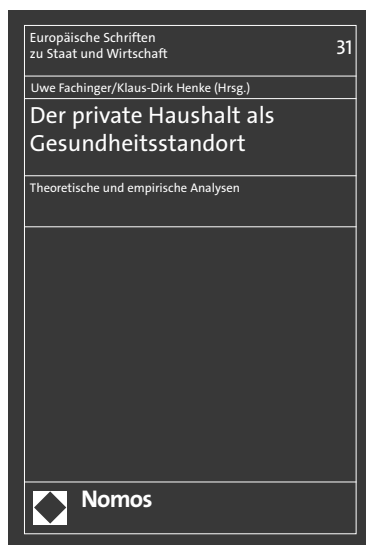 Europäische Schriften
zu Staat und Wirtschaft
31
Uwe Fachinger/Klaus-Dirk Henke (Hrsg.)
Der private Haushalt als
Gesundheitsstandort
Theoretische und empirische Analysen
Nomos